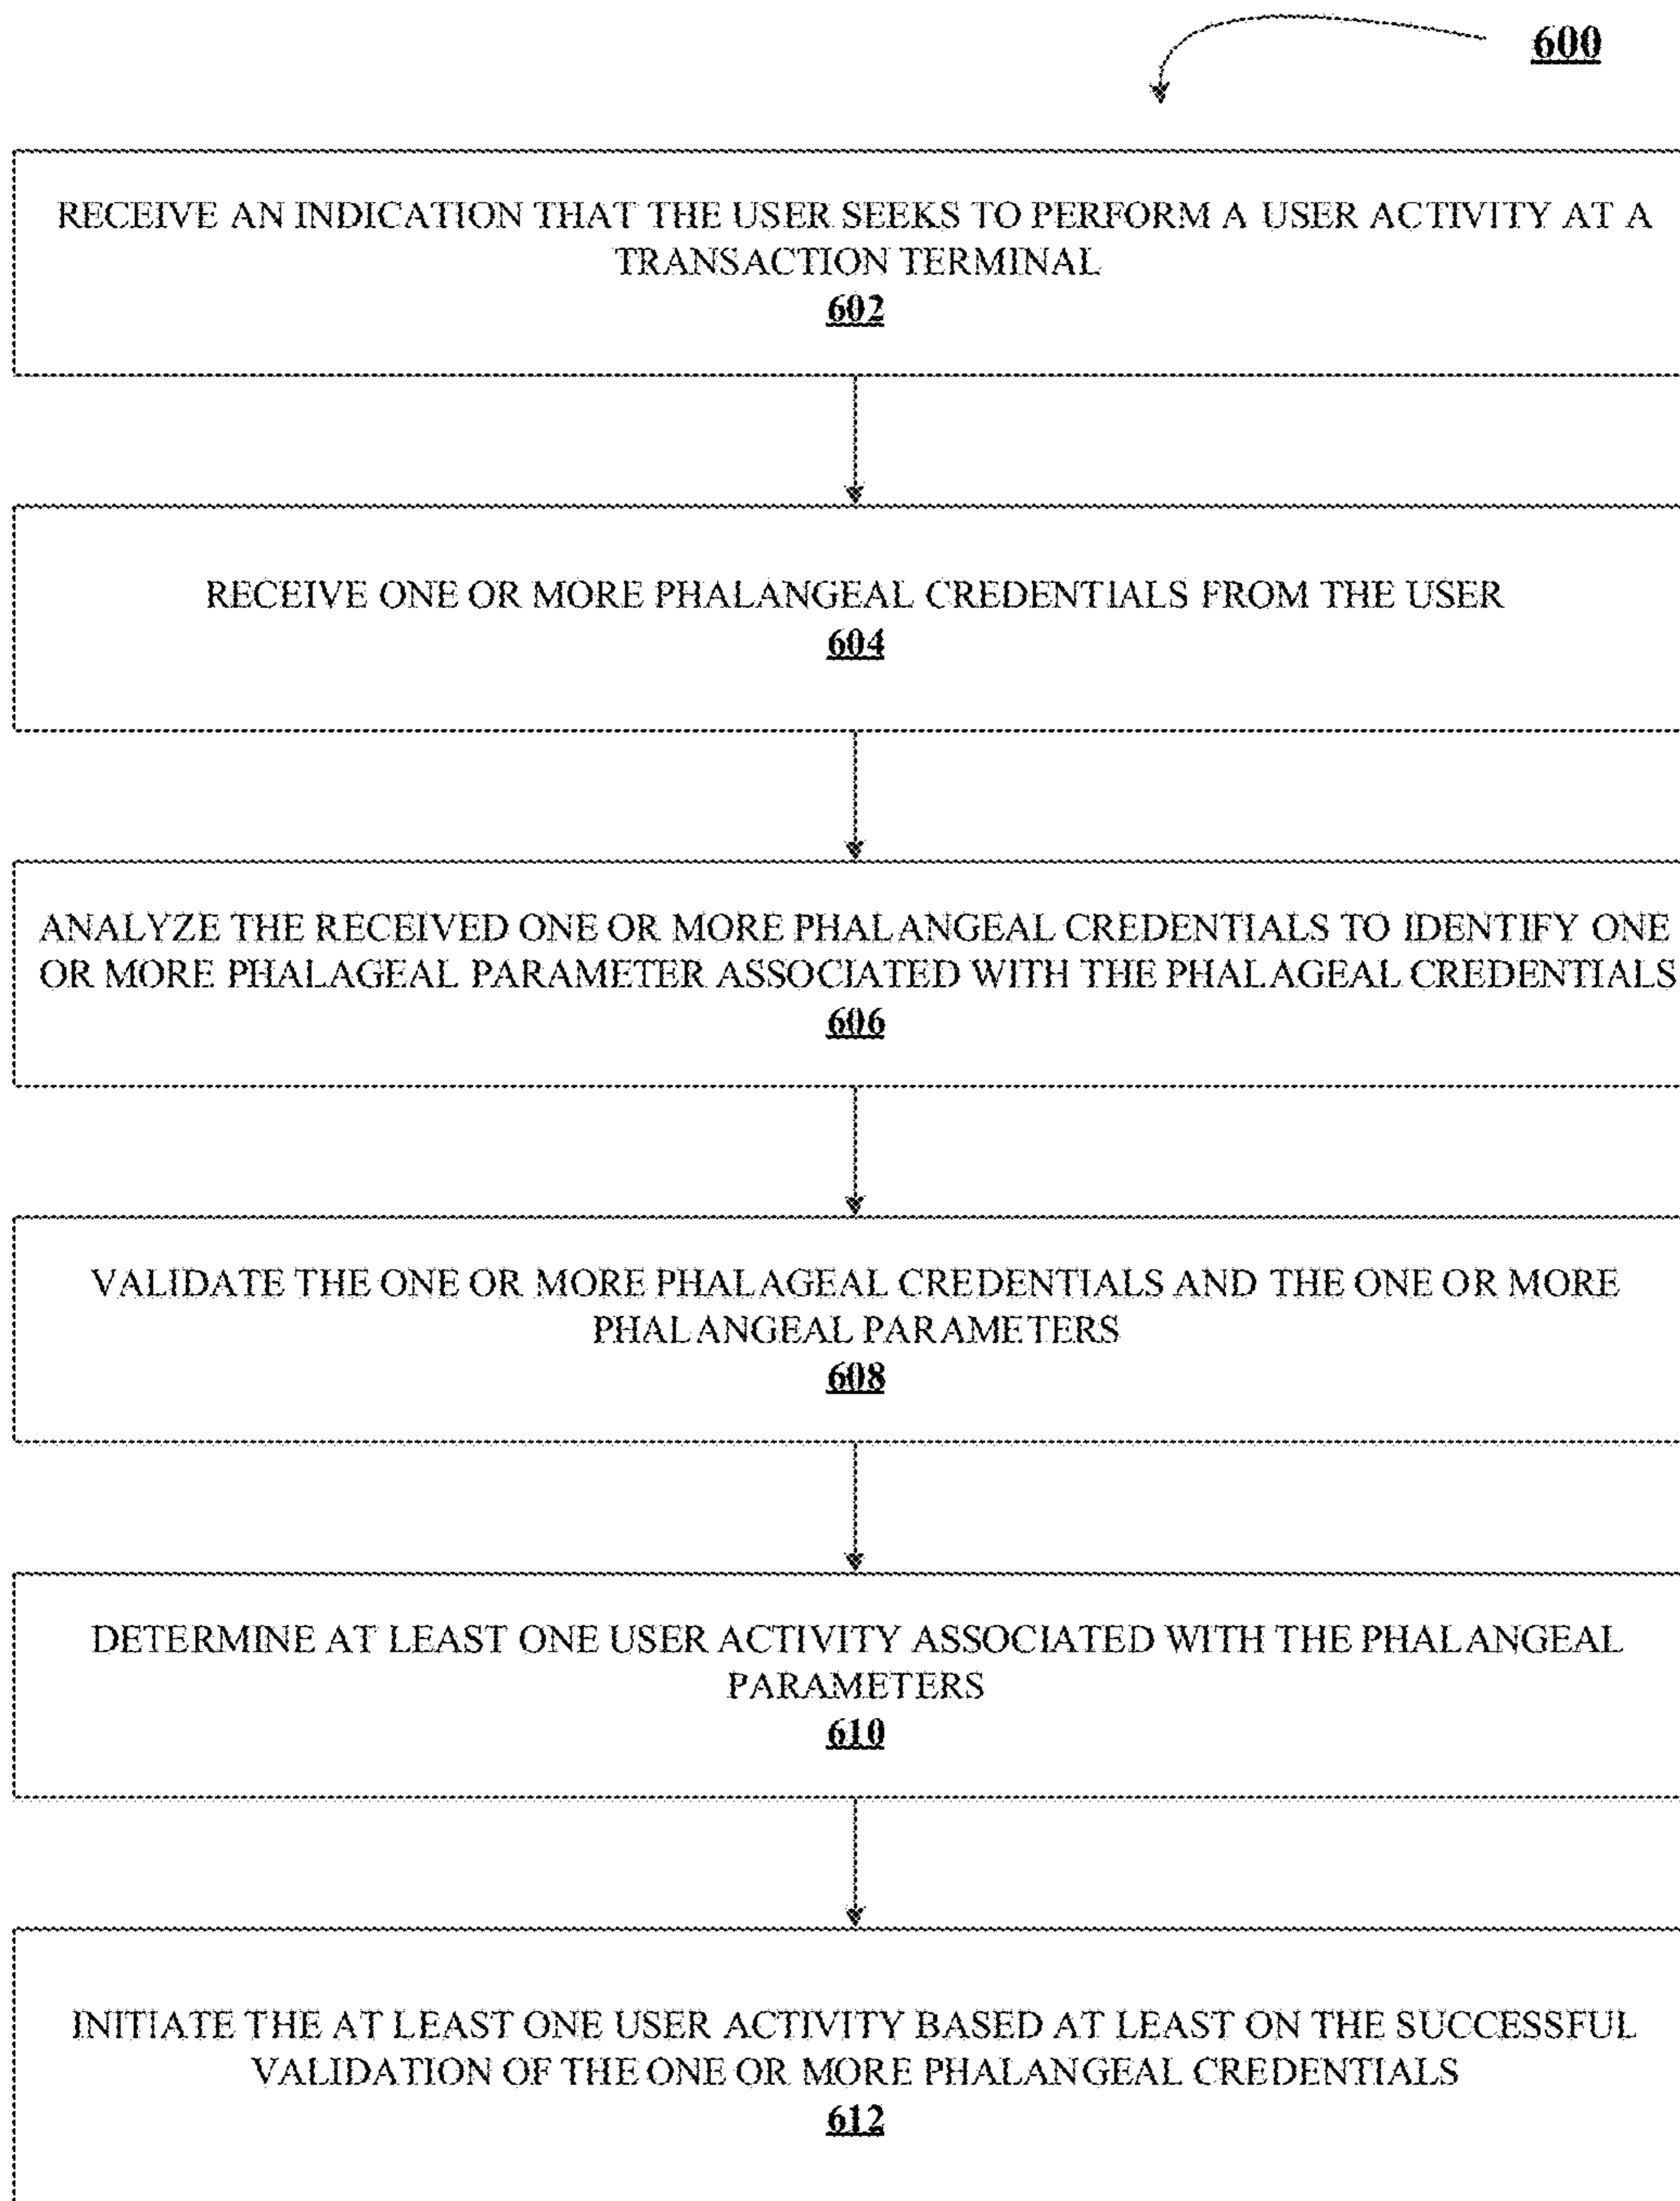 600
RECEIVE AN INDICATION THAT THE USER SEEKS TO PERFORM A USER ACTIVITY AT A
TRANSACTION TERMINAL
602
RECEIVE ONE OR MORE PHALANGEAL CREDENTIALS FROM THE USER
604
ANALYZE THE RECEIVED ONE OR MORE PHALANGEAL CREDENTIALS TO IDENTIFY ONE
OR MORE PHALAGEAL PARAMETER ASSOCIATED WITH THE PHALAGEAL CREDENTIALS
606
VALIDATE THE ONE OR MORE PHALAGEAL CREDENTIALS AND THE ONE OR MORE
PHALANGEAL PARAMETERS
608
DETERMINE AT LEAST ONE USER ACTIVITY ASSOCIATED WITH THE PHALANGEAL
PARAMETERS
610
INITIATE THE AT LEAST ONE USER ACTIVITY BASED AT LEAST ON THE SUCCESSFUL
VALIDATION OF THE ONE OR MORE PHALANGEAL CREDENTIALS
612